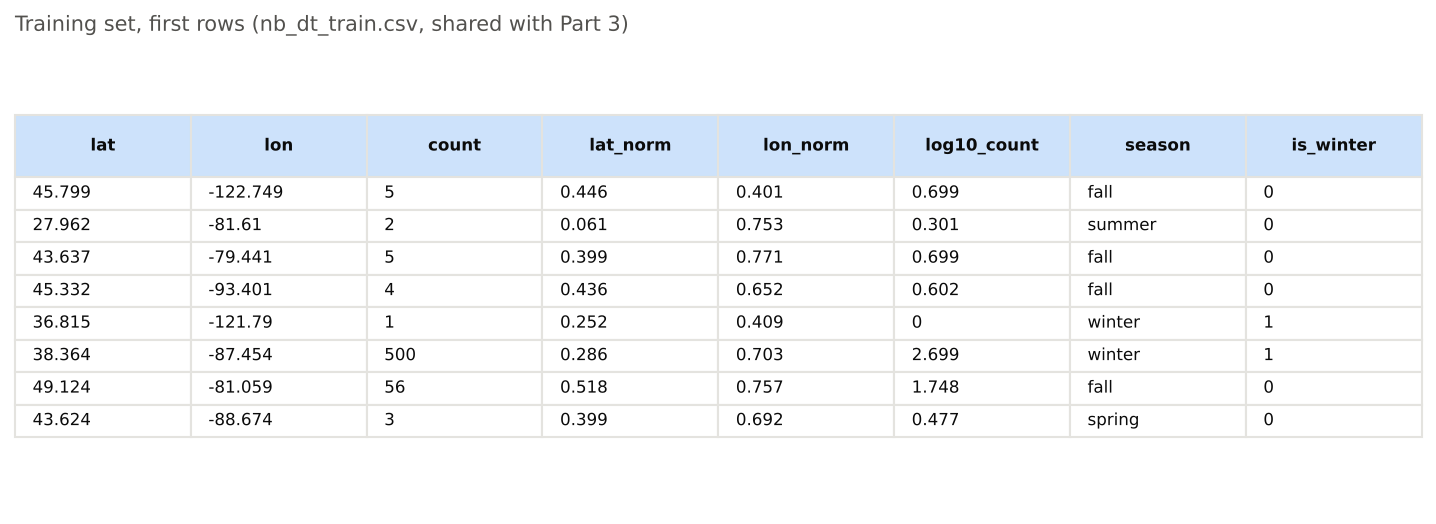 Training set, first rows (nb_dt_train.csv, shared with Part 3)
lat lon count lat_norm lon_norm log10_count season is_winter
45.799 -122.749 5 0.446 0.401 0.699 fall 0
27.962 -81.61 2 0.061 0.753 0.301 summer 0
43.637 -79.441 5 0.399 0.771 0.699 fall 0
45.332 -93.401 4 0.436 0.652 0.602 fall 0
36.815 -121.79 1 0.252 0.409 0 winter 1
38.364 -87.454 500 0.286 0.703 2.699 winter 1
49.124 -81.059 56 0.518 0.757 1.748 fall 0
43.624 -88.674 3 0.399 0.692 0.477 spring 0